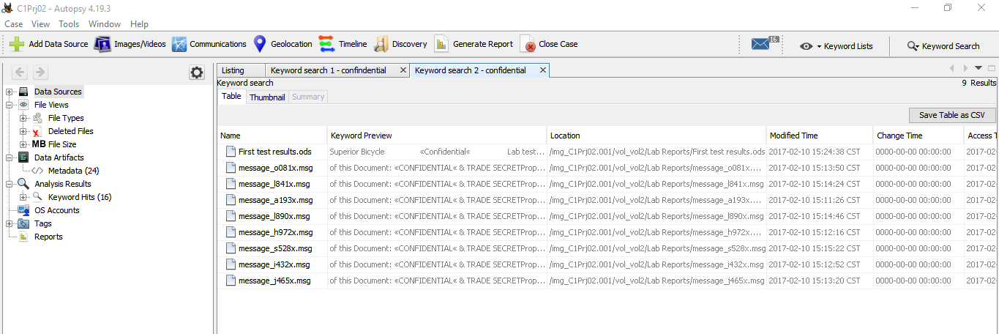 C1Prj02 - Autopsy 4.19.3
Case View Tools Window Help
Add Data Source Images/Videos Communications Geolocation Timeline Discovery Generate Report Close Case 16 Keyword Lists Keyword Search
Data Sources
File Views
File Types
Deleted Files
MB File Size
Data Artifacts
Metadata (24)
Analysis Results
Keyword Hits (16)
OS Accounts
Tags
Reports
Listing Keyword search 1 - confindential Keyword search 2 - confidential
Keyword search 9 Results
Table Thumbnail Summary
Save Table as CSV
Name Keyword Preview Location Modified Time Change Time Access T
First test results.ods Superior Bicycle «Confidential« Lab test... /img_C1Prj02.001/vol_vol2/Lab Reports/First test results.ods 2017-02-10 15:24:38 CST 0000-00-00 00:00:00 2017-02
message_o081x.msg of this Document: «CONFIDENTIAL« & TRADE SECRETProp... /img_C1Prj02.001/vol_vol2/Lab Reports/message_o081x.... 2017-02-10 15:13:50 CST 0000-00-00 00:00:00 2017-02
message_l841x.msg of this Document: «CONFIDENTIAL« & TRADE SECRETProp... /img_C1Prj02.001/vol_vol2/Lab Reports/message_l841x.msg 2017-02-10 15:14:24 CST 0000-00-00 00:00:00 2017-02
message_a193x.msg of this Document: «CONFIDENTIAL« & TRADE SECRETProp... /img_C1Prj02.001/vol_vol2/Lab Reports/message_a193x.... 2017-02-10 15:11:26 CST 0000-00-00 00:00:00 2017-02
message_l890x.msg of this Document: «CONFIDENTIAL« & TRADE SECRETProp... /img_C1Prj02.001/vol_vol2/Lab Reports/message_l890x.msg 2017-02-10 15:14:46 CST 0000-00-00 00:00:00 2017-02
message_h972x.msg of this Document: «CONFIDENTIAL« & TRADE SECRETProp... /img_C1Prj02.001/vol_vol2/Lab Reports/message_h972x.... 2017-02-10 15:12:16 CST 0000-00-00 00:00:00 2017-02
message_s528x.msg of this Document: «CONFIDENTIAL« & TRADE SECRETProp... /img_C1Prj02.001/vol_vol2/Lab Reports/message_s528x.msg 2017-02-10 15:15:22 CST 0000-00-00 00:00:00 2017-02
message_i432x.msg of this Document: «CONFIDENTIAL« & TRADE SECRETProp... /img_C1Prj02.001/vol_vol2/Lab Reports/message_i432x.msg 2017-02-10 15:12:52 CST 0000-00-00 00:00:00 2017-02
message_j465x.msg of this Document: «CONFIDENTIAL« & TRADE SECRETProp... /img_C1Prj02.001/vol_vol2/Lab Reports/message_j465x.msg 2017-02-10 15:13:20 CST 0000-00-00 00:00:00 2017-02